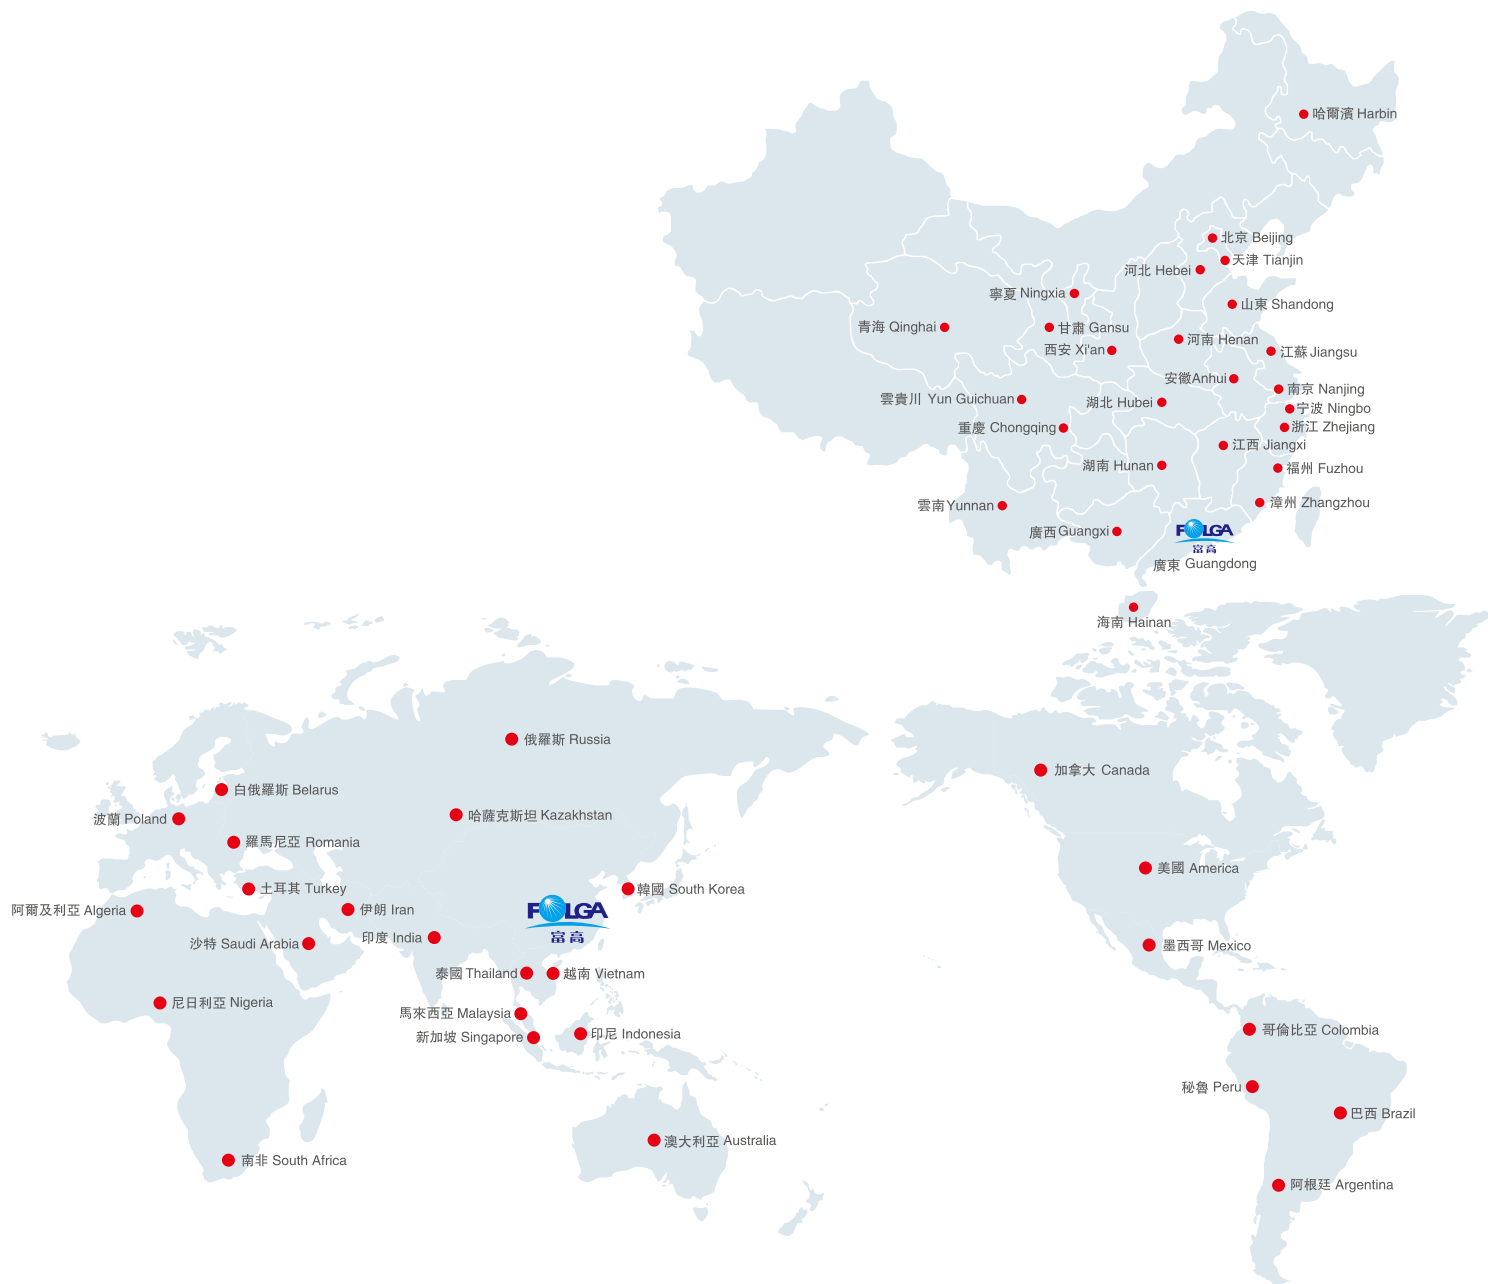 哈爾濱 Harbin
北京 Beijing
天津 Tianjin
河北 Hebei
寧夏 Ningxia
山東 Shandong
青海 Qinghai
甘肅 Gansu
河南 Henan
西安 Xi'an
江蘇 Jiangsu
安徽 Anhui
南京 Nanjing
雲貴川 Yun Guichuan
湖北 Hubei
宁波 Ningbo
重慶 Chongqing
浙江 Zhejiang
江西 Jiangxi
湖南 Hunan
福州 Fuzhou
雲南 Yunnan
漳州 Zhangzhou
廣西 Guangxi
FOLGA
富高
廣東 Guangdong
海南 Hainan
俄羅斯 Russia
加拿大 Canada
白俄羅斯 Belarus
波蘭 Poland
哈薩克斯坦 Kazakhstan
羅馬尼亞 Romania
美國 America
土耳其 Turkey
韓國 South Korea
阿爾及利亞 Algeria
伊朗 Iran
FOLGA
富高
印度 India
沙特 Saudi Arabia
墨西哥 Mexico
泰國 Thailand
越南 Vietnam
尼日利亞 Nigeria
馬來西亞 Malaysia
新加坡 Singapore
印尼 Indonesia
哥倫比亞 Colombia
秘魯 Peru
巴西 Brazil
澳大利亞 Australia
南非 South Africa
阿根廷 Argentina